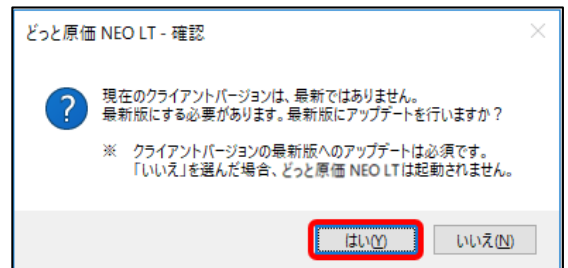 どっと原価 NEO LT - 確認
現在のクライアントバージョンは、最新ではありません。
最新版にする必要があります。最新版にアップデートを行いますか？
※ クライアントバージョンの最新版へのアップデートは必須です。
「いいえ」を選んだ場合、どっと原価 NEO LTは起動されません。
はい(Y) いいえ(N)